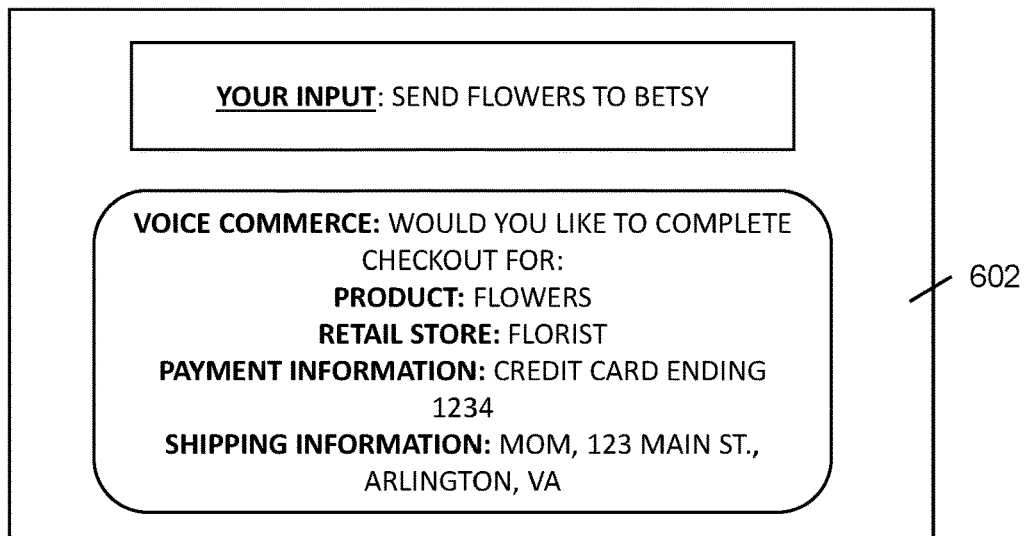 YOUR INPUT: SEND FLOWERS TO BETSY
VOICE COMMERCE: WOULD YOU LIKE TO COMPLETE
CHECKOUT FOR:
PRODUCT: FLOWERS
RETAIL STORE: FLORIST
PAYMENT INFORMATION: CREDIT CARD ENDING
1234
SHIPPING INFORMATION: MOM, 123 MAIN ST.,
ARLINGTON, VA
602